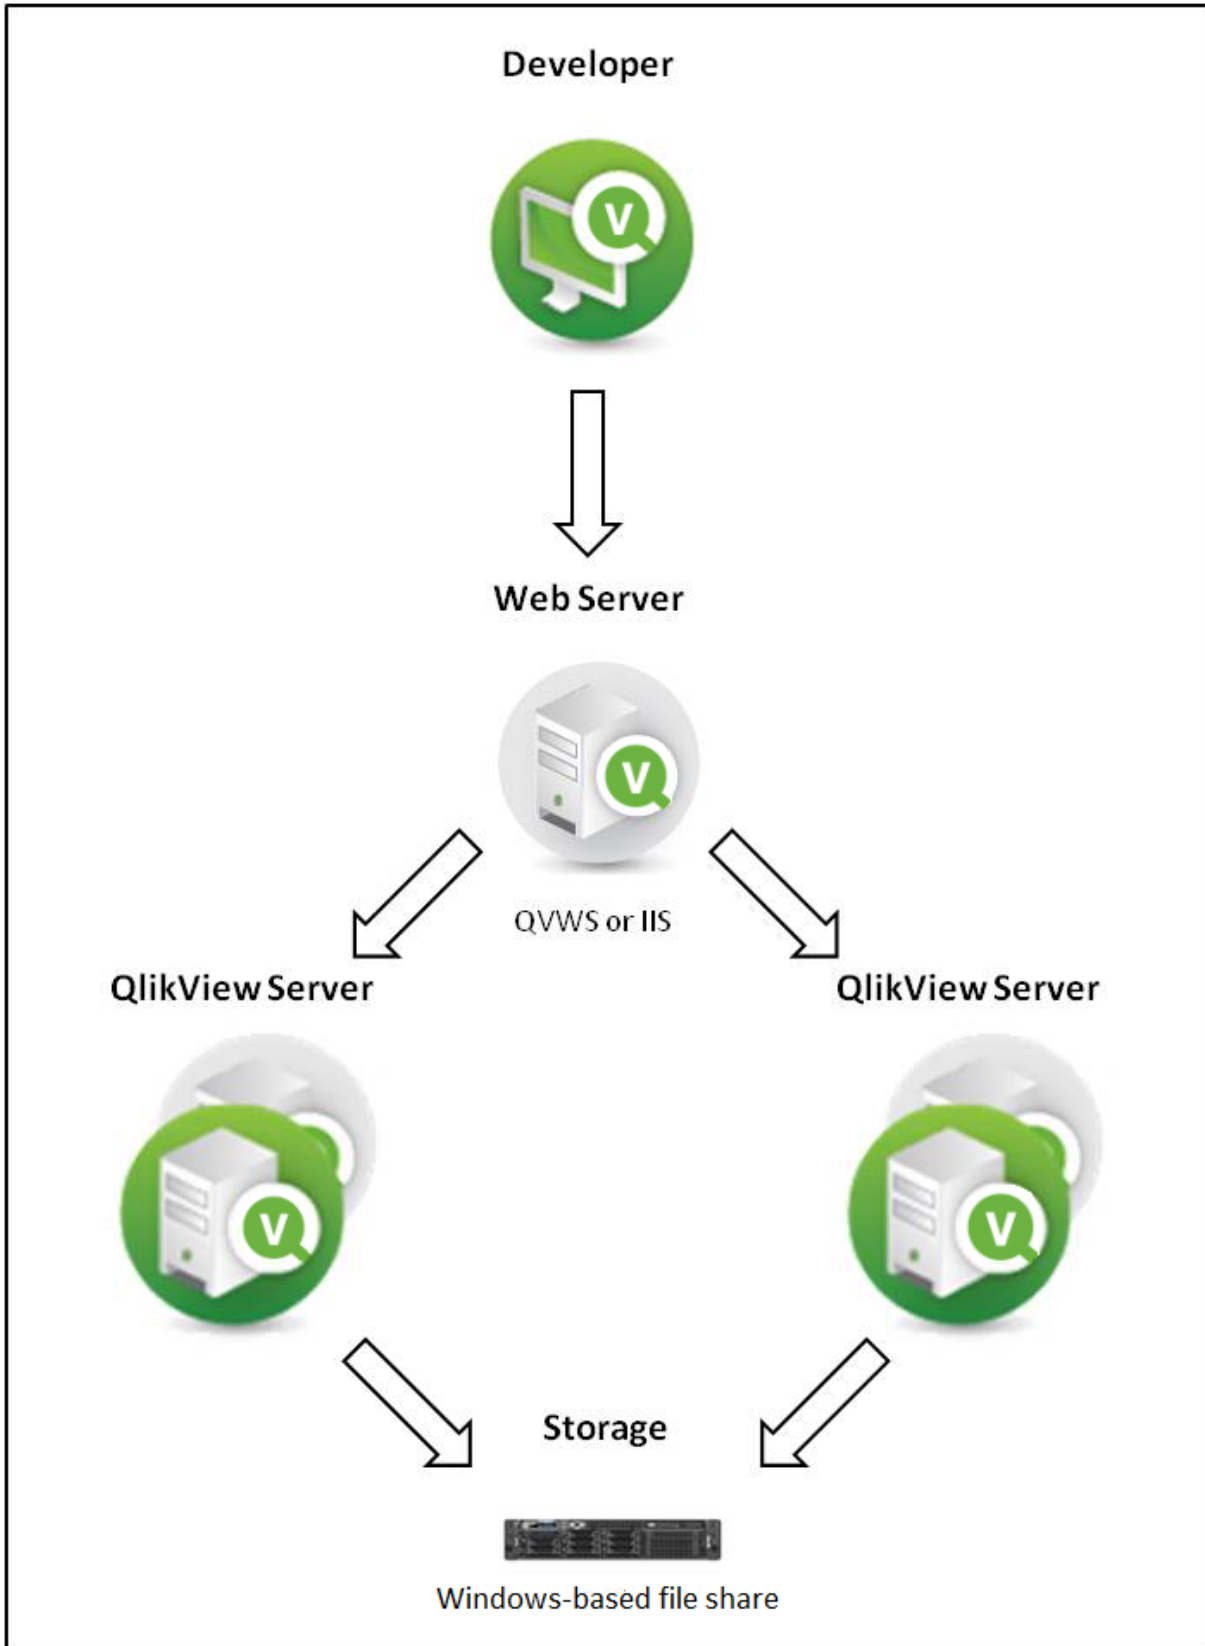 Developer
V
Web Server
V
QVWS or IIS
QlikView Server
QlikView Server
V
V
Storage
Windows-based file share